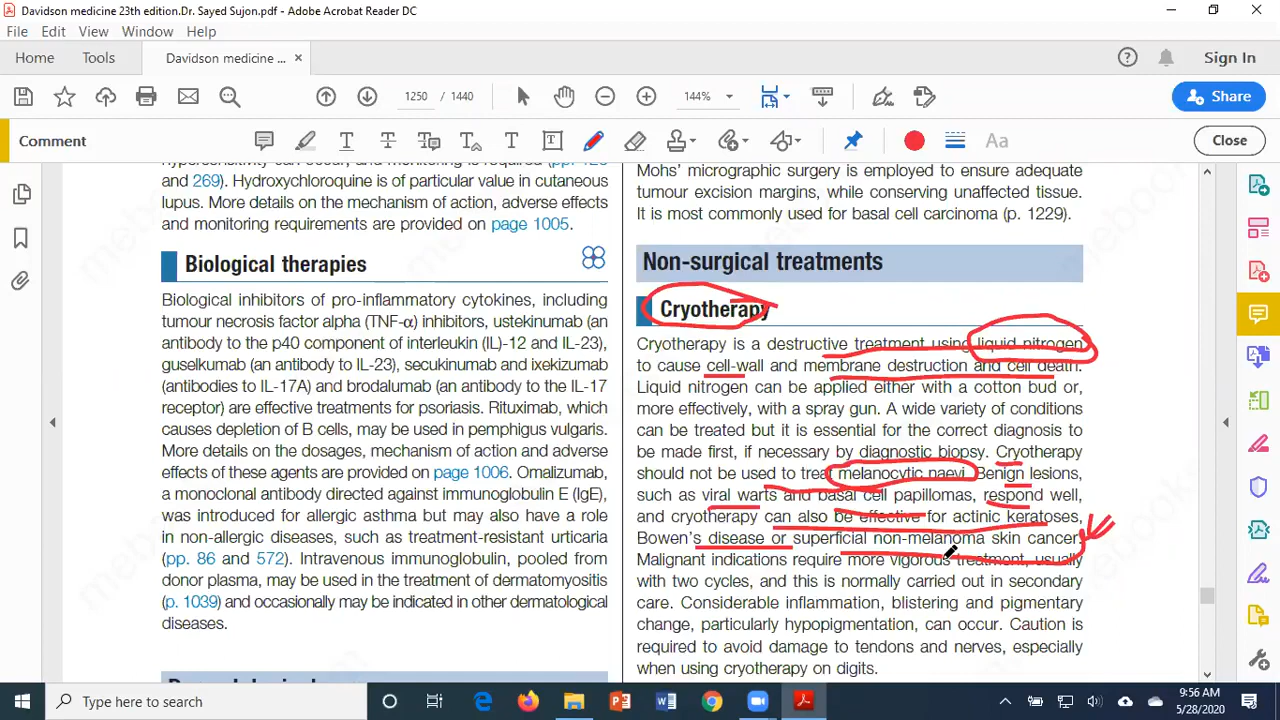 Davidson medicine 23th edition.Dr. Sayed Sujon.pdf - Adobe Acrobat Reader DC
File Edit View Window Help
Home Tools Davidson medicine ... × Sign In
1250 / 1440 144% Share
Comment Close
and 269). Hydroxychloroquine is of particular value in cutaneous
lupus. More details on the mechanism of action, adverse effects
and monitoring requirements are provided on page 1005.
Biological therapies
Biological inhibitors of pro-inflammatory cytokines, including
tumour necrosis factor alpha (TNF-α) inhibitors, ustekinumab (an
antibody to the p40 component of interleukin (IL)-12 and IL-23),
guselkumab (an antibody to IL-23), secukinumab and ixekizumab
(antibodies to IL-17A) and brodalumab (an antibody to the IL-17
receptor) are effective treatments for psoriasis. Rituximab, which
causes depletion of B cells, may be used in pemphigus vulgaris.
More details on the dosages, mechanism of action and adverse
effects of these agents are provided on page 1006. Omalizumab,
a monoclonal antibody directed against immunoglobulin E (IgE),
was introduced for allergic asthma but may also have a role
in non-allergic diseases, such as treatment-resistant urticaria
(pp. 86 and 572). Intravenous immunoglobulin, pooled from
donor plasma, may be used in the treatment of dermatomyositis
(p. 1039) and occasionally may be indicated in other dermatological
diseases.
Mohs' micrographic surgery is employed to ensure adequate
tumour excision margins, while conserving unaffected tissue.
It is most commonly used for basal cell carcinoma (p. 1229).
Non-surgical treatments
Cryotherapy
Cryotherapy is a destructive treatment using liquid nitrogen
to cause cell-wall and membrane destruction and cell death.
Liquid nitrogen can be applied either with a cotton bud or,
more effectively, with a spray gun. A wide variety of conditions
can be treated but it is essential for the correct diagnosis to
be made first, if necessary by diagnostic biopsy. Cryotherapy
should not be used to treat melanocytic naevi. Benign lesions,
such as viral warts and basal cell papillomas, respond well,
and cryotherapy can also be effective for actinic keratoses,
Bowen's disease or superficial non-melanoma skin cancer.
Malignant indications require more vigorous treatment, usually
with two cycles, and this is normally carried out in secondary
care. Considerable inflammation, blistering and pigmentary
change, particularly hypopigmentation, can occur. Caution is
required to avoid damage to tendons and nerves, especially
when using cryotherapy on digits.
Type here to search
9:56 AM
5/28/2020